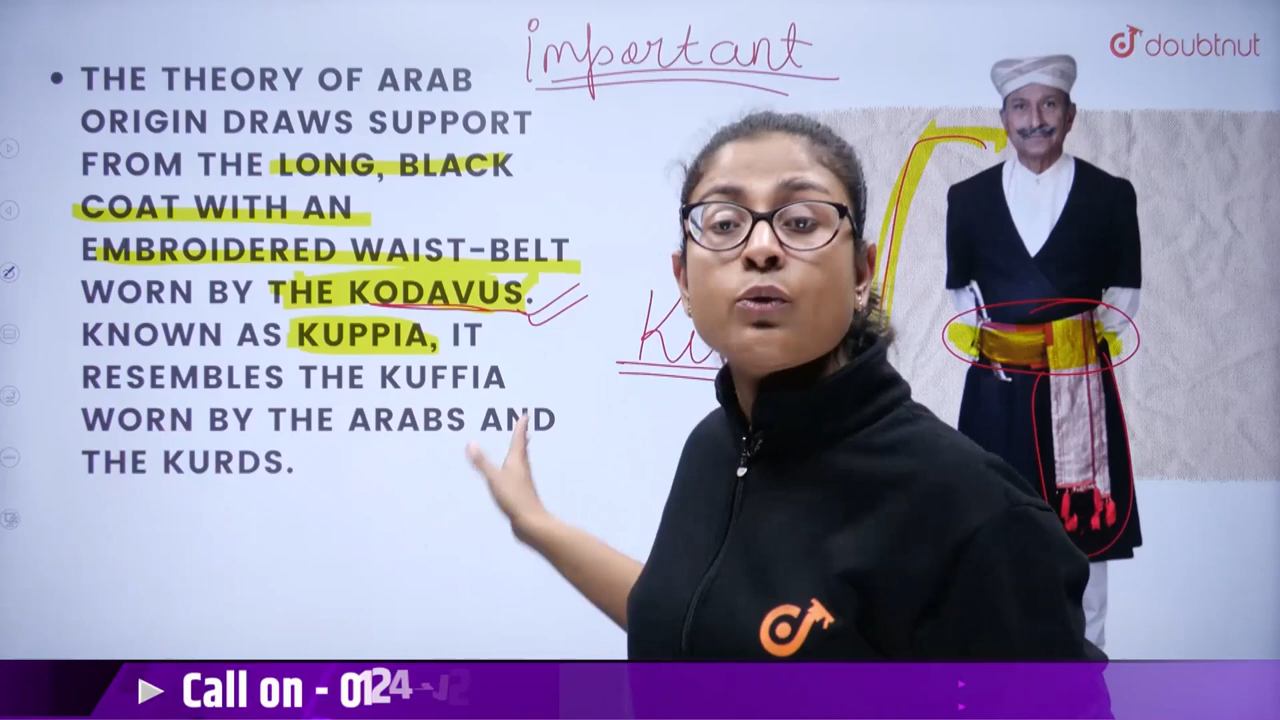 important
doubtnut
• THE THEORY OF ARAB
ORIGIN DRAWS SUPPORT
FROM THE LONG, BLACK
COAT WITH AN
EMBROIDERED WAIST-BELT
WORN BY THE KODAVUS.
KNOWN AS KUPPIA, IT
RESEMBLES THE KUFFIA
WORN BY THE ARABS AND
THE KURDS.
Call on - 0124